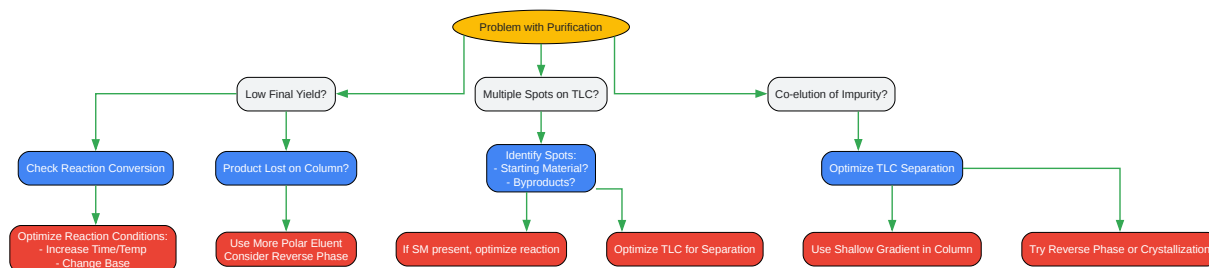 Problem with Purification
Low Final Yield?
Multiple Spots on TLC?
Co-elution of Impurity?
Check Reaction Conversion
Product Lost on Column?
Identify Spots:
- Starting Material?
- Byproducts?
Optimize TLC Separation
Optimize Reaction Conditions:
- Increase Time/Temp
- Change Base
Use More Polar Eluent
Consider Reverse Phase
If SM present, optimize reaction
Optimize TLC for Separation
Use Shallow Gradient in Column
Try Reverse Phase or Crystallization